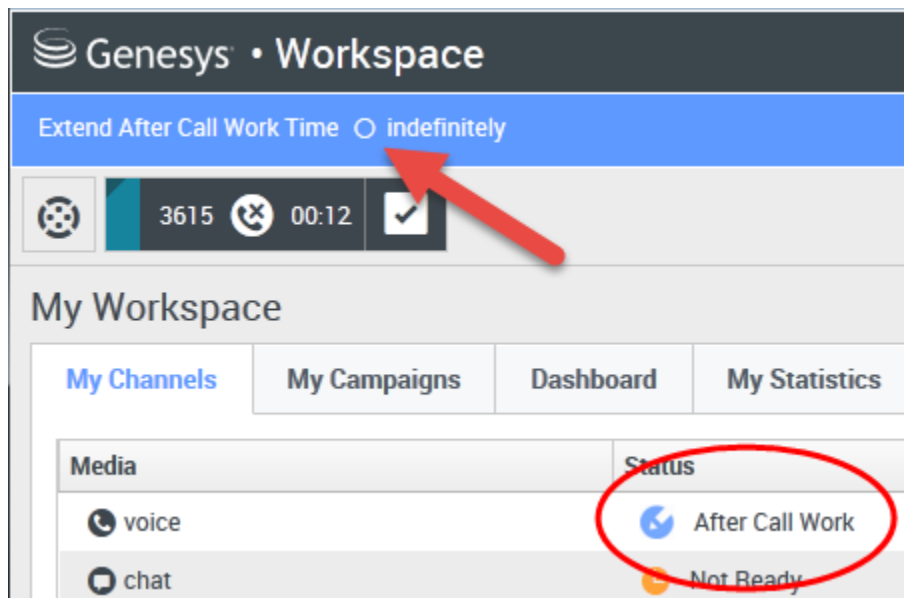 Genesys • Workspace
Extend After Call Work Time indefinitely
3615 00:12
My Workspace
My Channels My Campaigns Dashboard My Statistics
Media Status
voice After Call Work
chat Not Ready